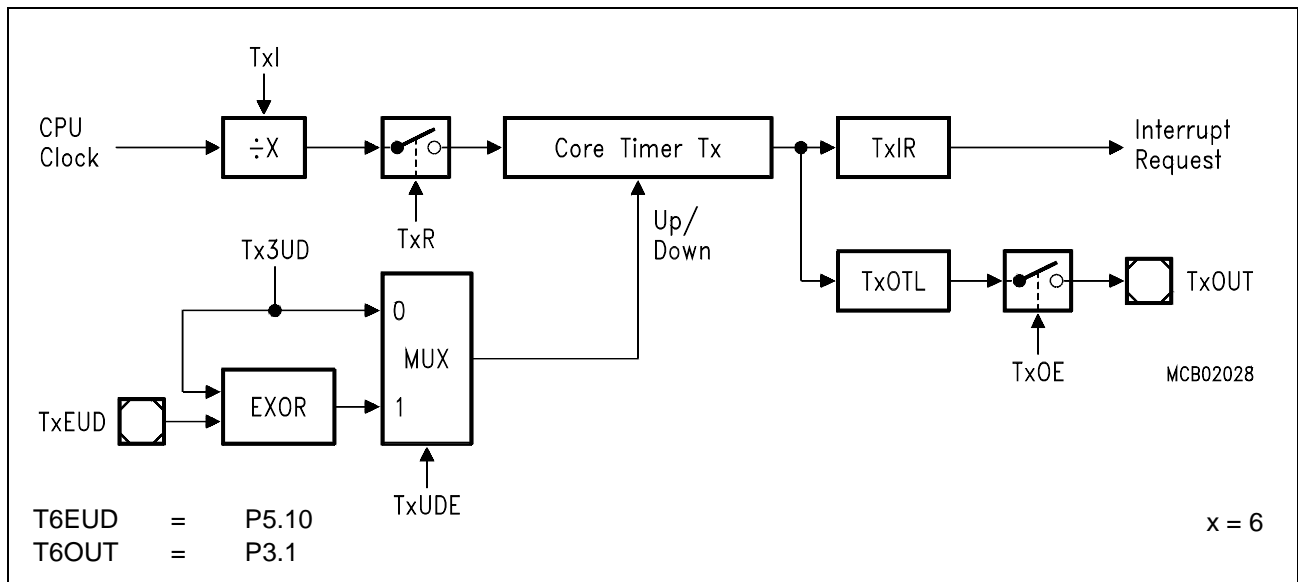 TxI
CPU
Clock
÷X
Core Timer Tx
TxIR
Interrupt
Request
TxR
Up/
Down
Tx3UD
TxOTL
TxOUT
0
MUX
TxOE
MCB02028
EXOR
1
TxEUD
TxUDE
T6EUD = P5.10
x = 6
T6OUT = P3.1